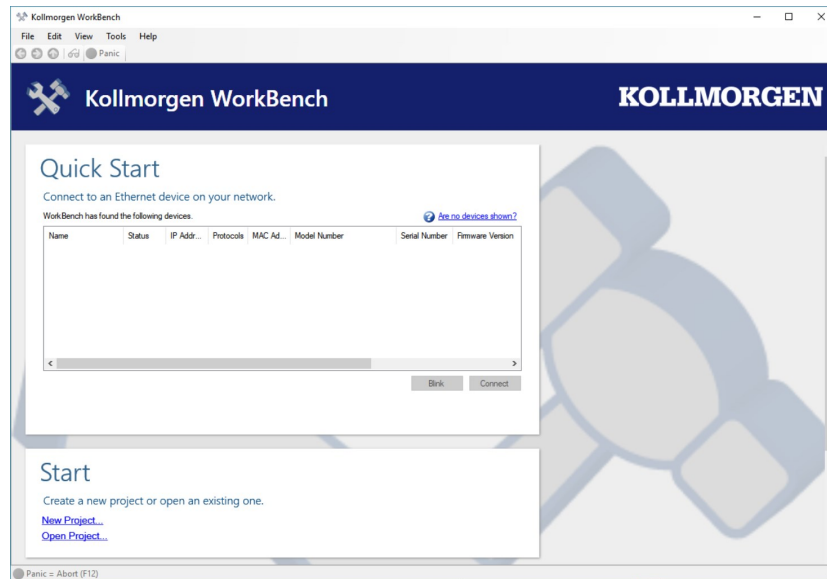 Kollmorgen WorkBench
File Edit View Tools Help
Panic
Kollmorgen WorkBench
KOLLMORGEN
Quick Start
Connect to an Ethernet device on your network.
WorkBench has found the following devices.
Are no devices shown?
Name Status IP Addr... Protocols MAC Ad... Model Number Serial Number Firmware Version
Blink Connect
Start
Create a new project or open an existing one.
New Project...
Open Project...
Panic = Abort (F12)